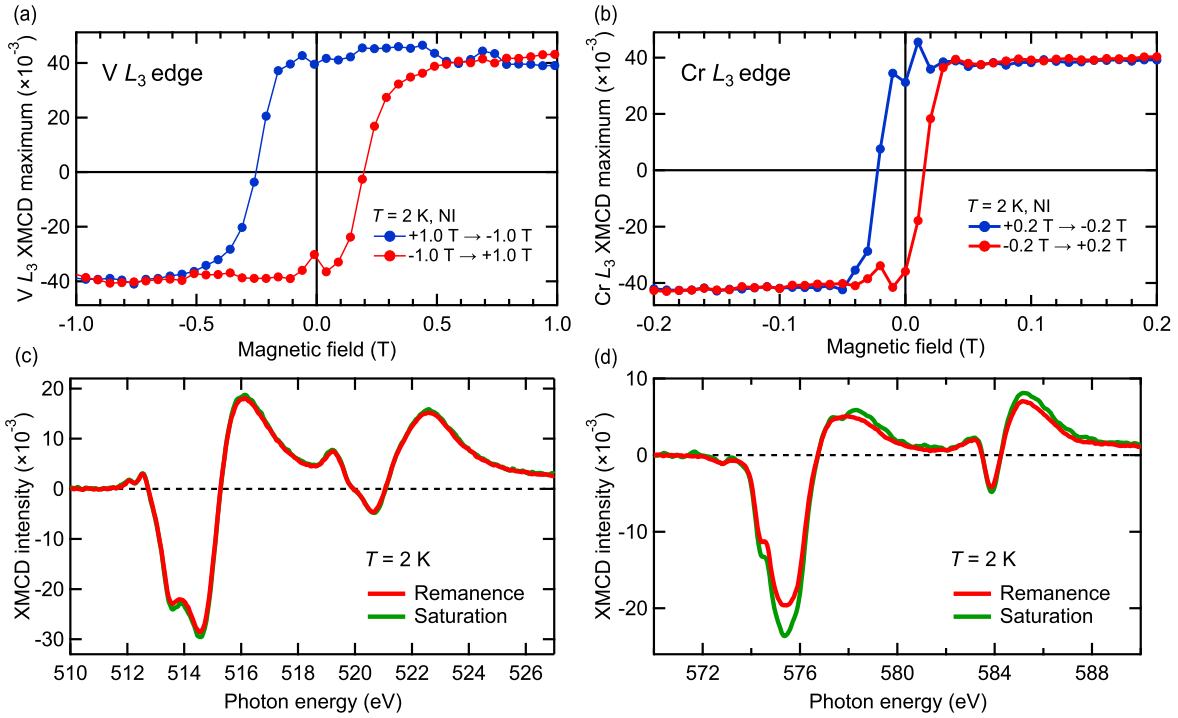 (a)
V L3 edge
V L3 XMCD maximum (×10-3)
40
20
0
-20
-40
T = 2 K, NI
+1.0 T → -1.0 T
-1.0 T → +1.0 T
-1.0 -0.5 0.0 0.5 1.0
Magnetic field (T)
(b)
Cr L3 edge
Cr L3 XMCD maximum (×10-3)
40
20
0
-20
-40
T = 2 K, NI
+0.2 T → -0.2 T
-0.2 T → +0.2 T
-0.2 -0.1 0.0 0.1 0.2
Magnetic field (T)
(c)
XMCD intensity (×10-3)
20
10
0
-10
-20
-30
T = 2 K
Remanence
Saturation
510 512 514 516 518 520 522 524 526
Photon energy (eV)
(d)
XMCD intensity (×10-3)
10
0
-10
-20
T = 2 K
Remanence
Saturation
572 576 580 584 588
Photon energy (eV)